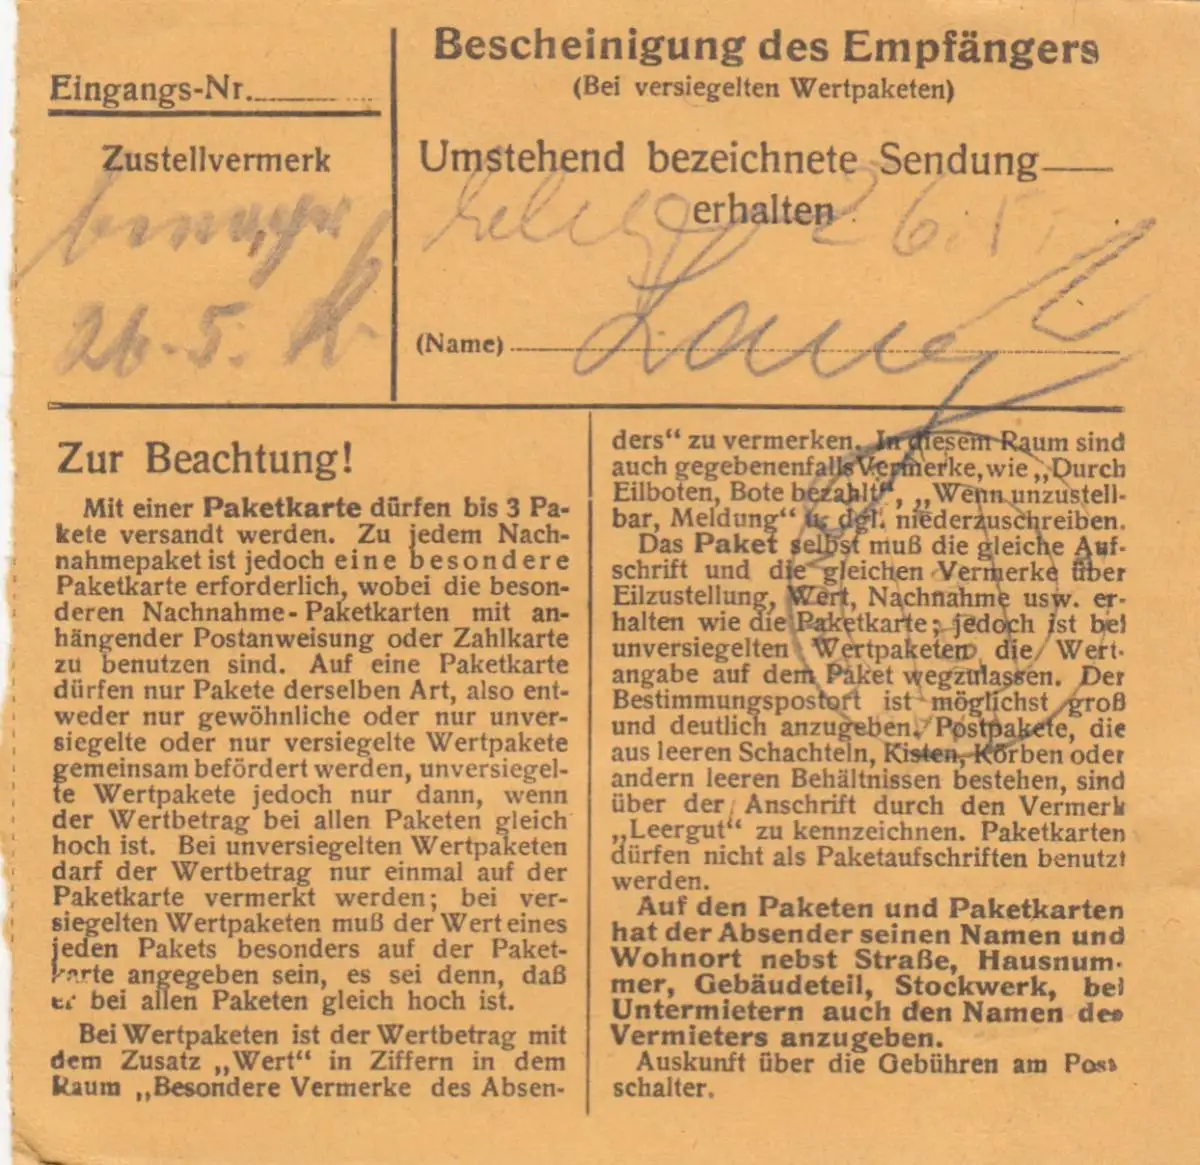 Eingangs-Nr.
Zustellvermerk
26. 5.
Bescheinigung des Empfängers
(Bei versiegelten Wertpaketen)
Umstehend bezeichnete Sendung
erhalten
26. 5.
(Name)
Zur Beachtung!
Mit einer Paketkarte dürfen bis 3 Pa-
kete versandt werden. Zu jedem Nach-
nahmepaket ist jedoch eine besondere
Paketkarte erforderlich, wobei die beson-
deren Nachnahme-Paketkarten mit an-
hängender Postanweisung oder Zahlkarte
zu benutzen sind. Auf eine Paketkarte
dürfen nur Pakete derselben Art, also ent-
weder nur gewöhnliche oder nur unver-
siegelte oder nur versiegelte Wertpakete
gemeinsam befördert werden, unversiegel-
te Wertpakete jedoch nur dann, wenn
der Wertbetrag bei allen Paketen gleich
hoch ist. Bei unversiegelten Wertpaketen
darf der Wertbetrag nur einmal auf der
Paketkarte vermerkt werden; bei ver-
siegelten Wertpaketen muß der Wert eines
jeden Pakets besonders auf der Paket-
karte angegeben sein, es sei denn, daß
er bei allen Paketen gleich hoch ist.
Bei Wertpaketen ist der Wertbetrag mit
dem Zusatz „Wert“ in Ziffern in dem
Raum „Besondere Vermerke des Absen-
ders“ zu vermerken. In diesem Raum sind
auch gegebenenfalls Vermerke, wie „Durch
Eilboten, Bote bezahlt“, „Wenn unzustell-
bar, Meldung“ u. dgl. niederzuschreiben.
Das Paket selbst muß die gleiche Auf-
schrift und die gleichen Vermerke über
Eilzustellung, Wert, Nachnahme usw. er-
halten wie die Paketkarte; jedoch ist bei
unversiegelten Wertpaketen die Wert-
angabe auf dem Paket wegzulassen. Der
Bestimmungspostort ist möglichst groß
und deutlich anzugeben. Postpakete, die
aus leeren Schachteln, Kisten, Körben oder
andern leeren Behältnissen bestehen, sind
über der Anschrift durch den Vermerk
„Leergut“ zu kennzeichnen. Paketkarten
dürfen nicht als Paketaufschriften benutzt
werden.
Auf den Paketen und Paketkarten
hat der Absender seinen Namen und
Wohnort nebst Straße, Hausnum-
mer, Gebäudeteil, Stockwerk, bei
Untermietern auch den Namen des
Vermieters anzugeben.
Auskunft über die Gebühren am Post
schalter.